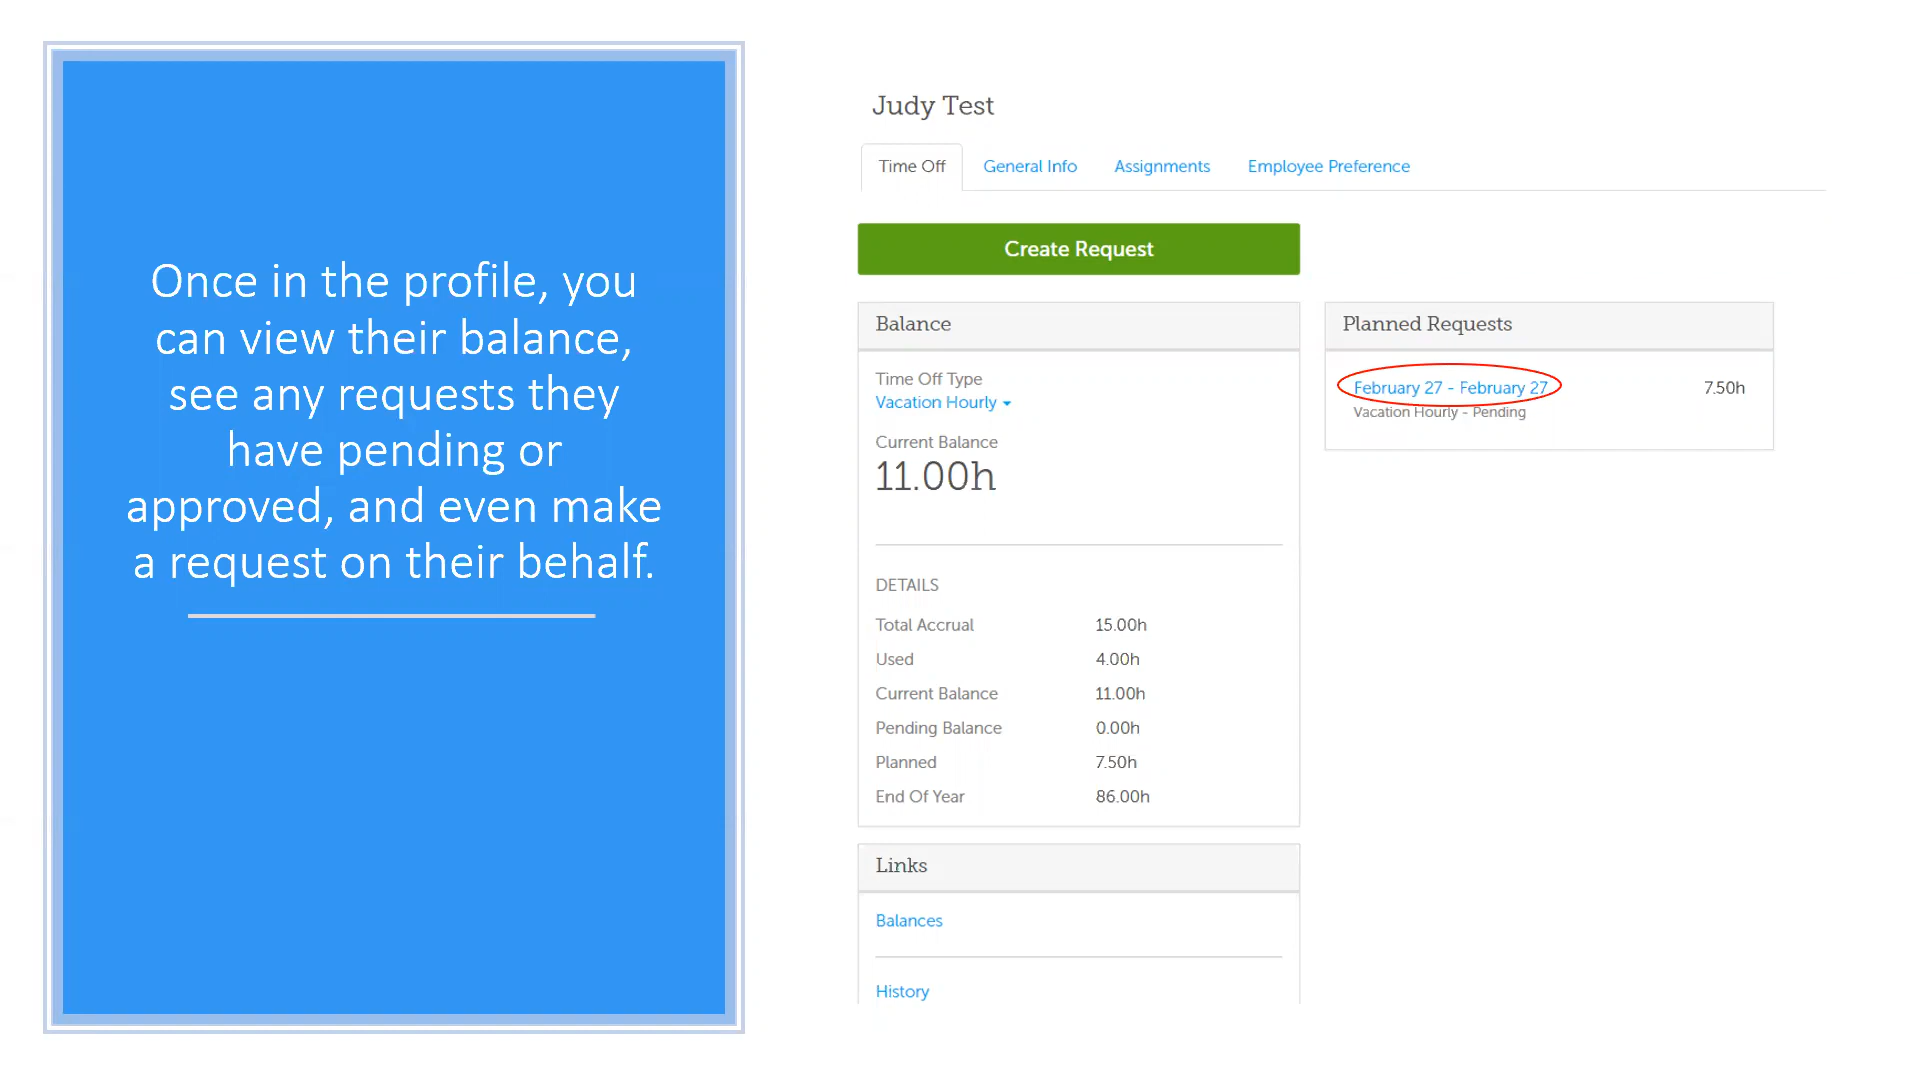 Once in the profile, you
can view their balance,
see any requests they
have pending or
approved, and even make
a request on their behalf.
Judy Test
Time Off General Info Assignments Employee Preference
Create Request
Balance
Time Off Type
Vacation Hourly
Current Balance
11.00h
DETAILS
Total Accrual 15.00h
Used 4.00h
Current Balance 11.00h
Pending Balance 0.00h
Planned 7.50h
End Of Year 86.00h
Links
Balances
History
Planned Requests
February 27 - February 27 7.50h
Vacation Hourly - Pending